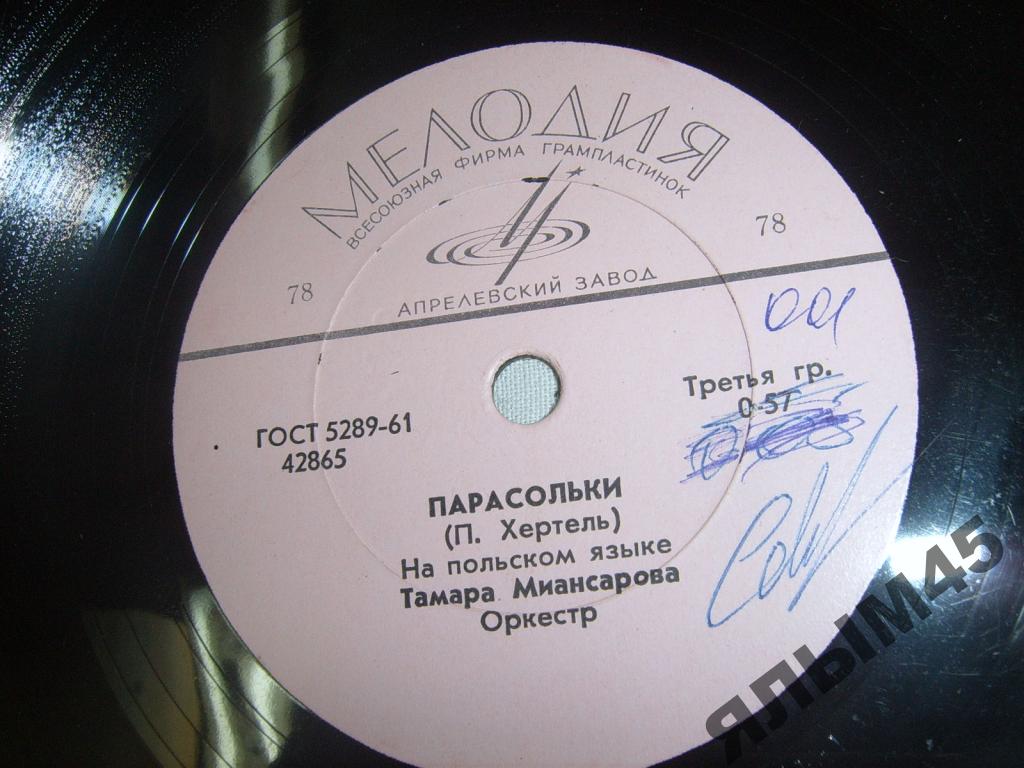 МЕЛОДИЯ
ВСЕСОЮЗНАЯ ФИРМА ГРАМПЛАСТИНОК
78
78
АПРЕЛЕВСКИЙ ЗАВОД
Третья гр.
0-57
ГОСТ 5289-61
42865
ПАРАСОЛЬКИ
(П. Хертель)
На польском языке
Тамара Миансарова
Оркестр
ЯЛЫМ45